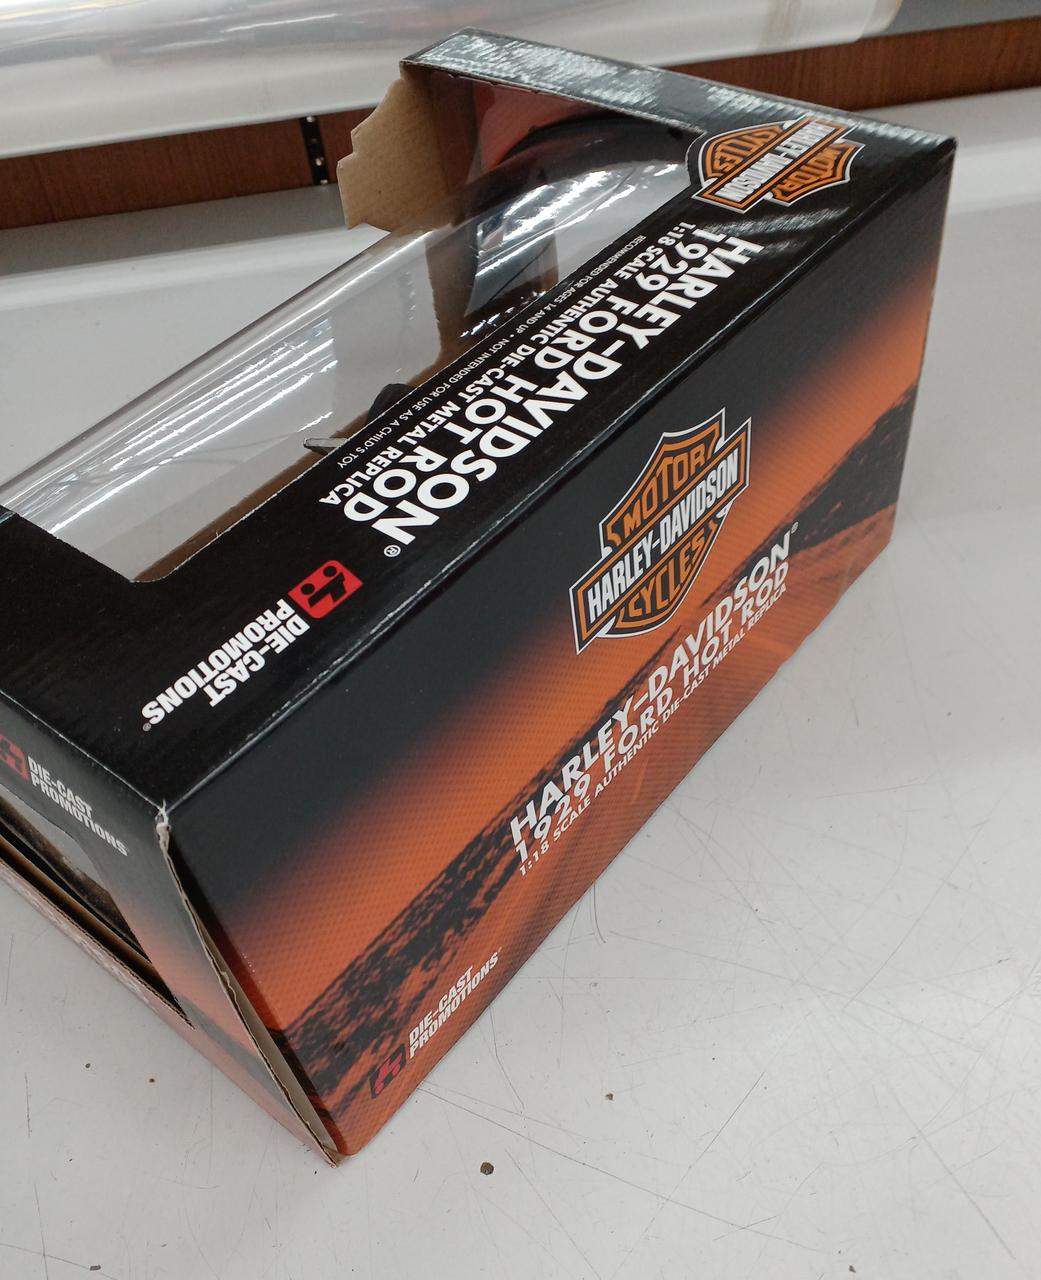 MOTOR
HARLEY-DAVIDSON
CYCLES
HARLEY-DAVIDSON®
1929 FORD HOT ROD
1:18 SCALE AUTHENTIC DIE-CAST METAL REPLICA
RECOMMENDED FOR AGES 14 AND UP • NOT INTENDED FOR USE AS A CHILD'S TOY
DIE-CAST
PROMOTIONS®
MOTOR
HARLEY-DAVIDSON
CYCLES
HARLEY-DAVIDSON®
1929 FORD HOT ROD
1:18 SCALE AUTHENTIC DIE-CAST METAL REPLICA
DIE-CAST
PROMOTIONS®
DIE-CAST
PROMOTIONS®